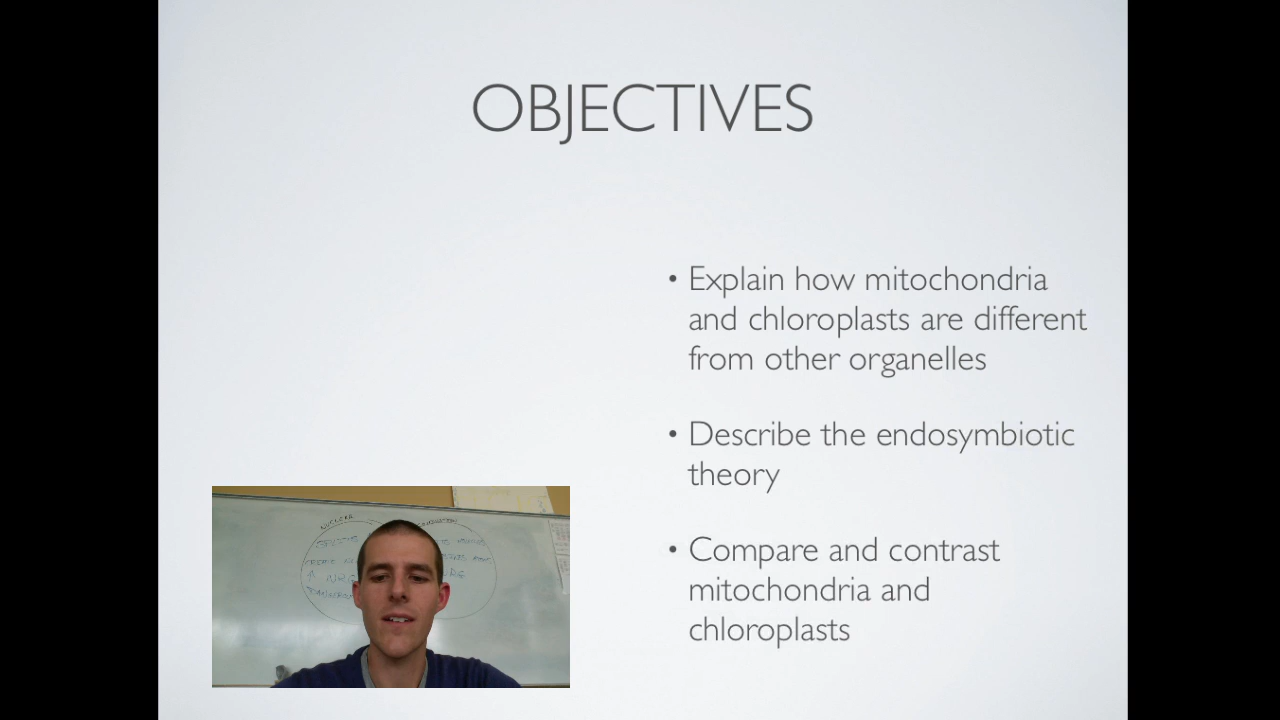 OBJECTIVES
• Explain how mitochondria
and chloroplasts are different
from other organelles
• Describe the endosymbiotic
theory
• Compare and contrast
mitochondria and
chloroplasts
NUCLEAR